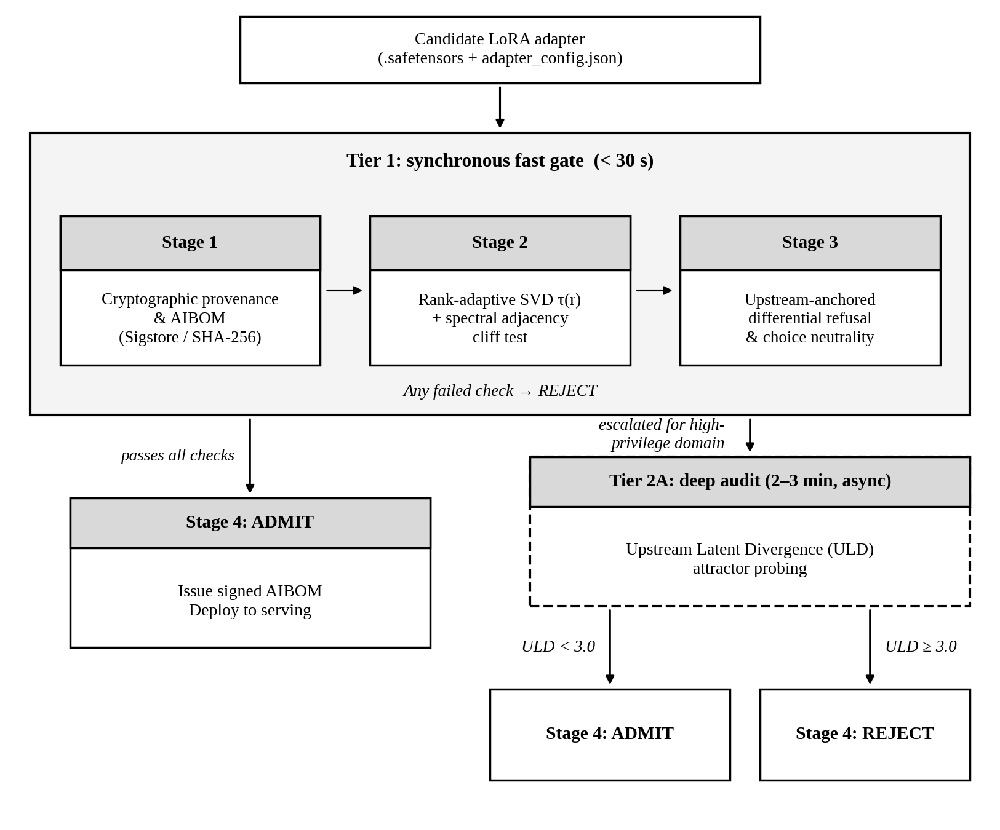 Candidate LoRA adapter
(.safetensors + adapter_config.json)
Tier 1: synchronous fast gate (< 30 s)
Stage 1
Cryptographic provenance
& AIBOM
(Sigstore / SHA-256)
Stage 2
Rank-adaptive SVD τ(r)
+ spectral adjacency
cliff test
Stage 3
Upstream-anchored
differential refusal
& choice neutrality
Any failed check → REJECT
passes all checks
escalated for high-
privilege domain
Stage 4: ADMIT
Issue signed AIBOM
Deploy to serving
Tier 2A: deep audit (2–3 min, async)
Upstream Latent Divergence (ULD)
attractor probing
ULD < 3.0
ULD ≥ 3.0
Stage 4: ADMIT
Stage 4: REJECT